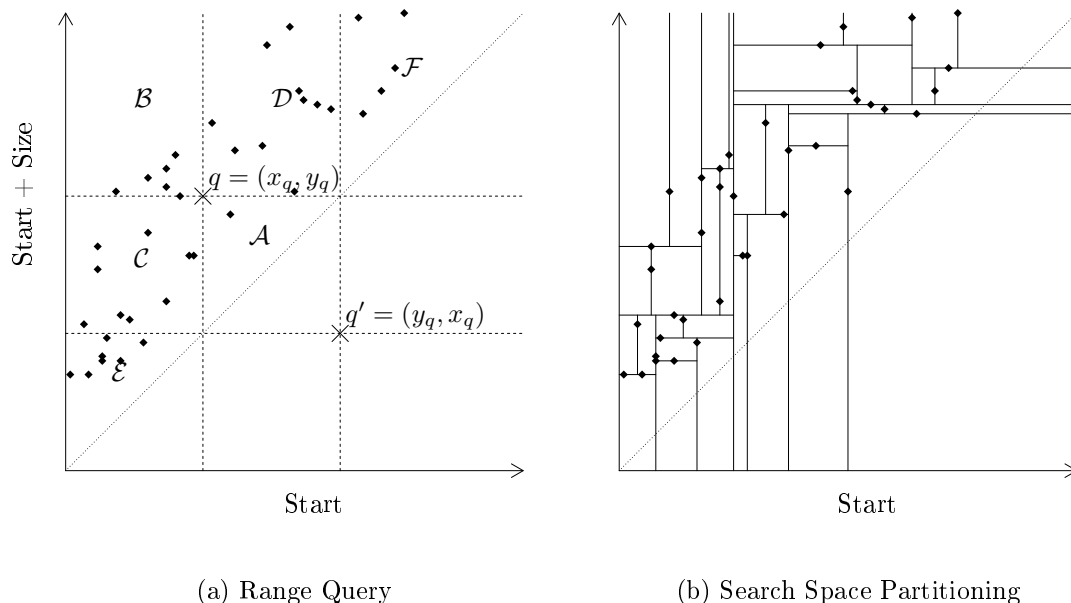 ℬ
𝒟
ℱ
q = (x_q, y_q)
𝒜
𝒞
q′ = (y_q, x_q)
ℰ
Start + Size
Start
Start
(a) Range Query
(b) Search Space Partitioning